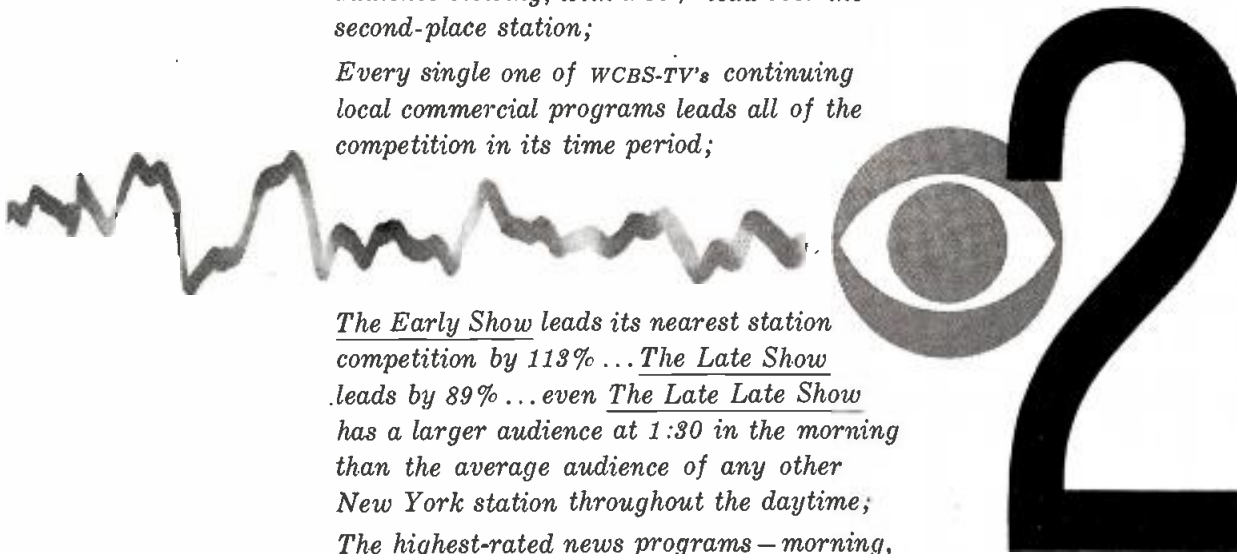 second-place station;
Every single one of WCBS-TV's continuing
local commercial programs leads all of the
competition in its time period;
2
The Early Show leads its nearest station
competition by 113% ... The Late Show
leads by 89% ... even The Late Late Show
has a larger audience at 1:30 in the morning
than the average audience of any other
New York station throughout the daytime;
The highest-rated news programs — morning,